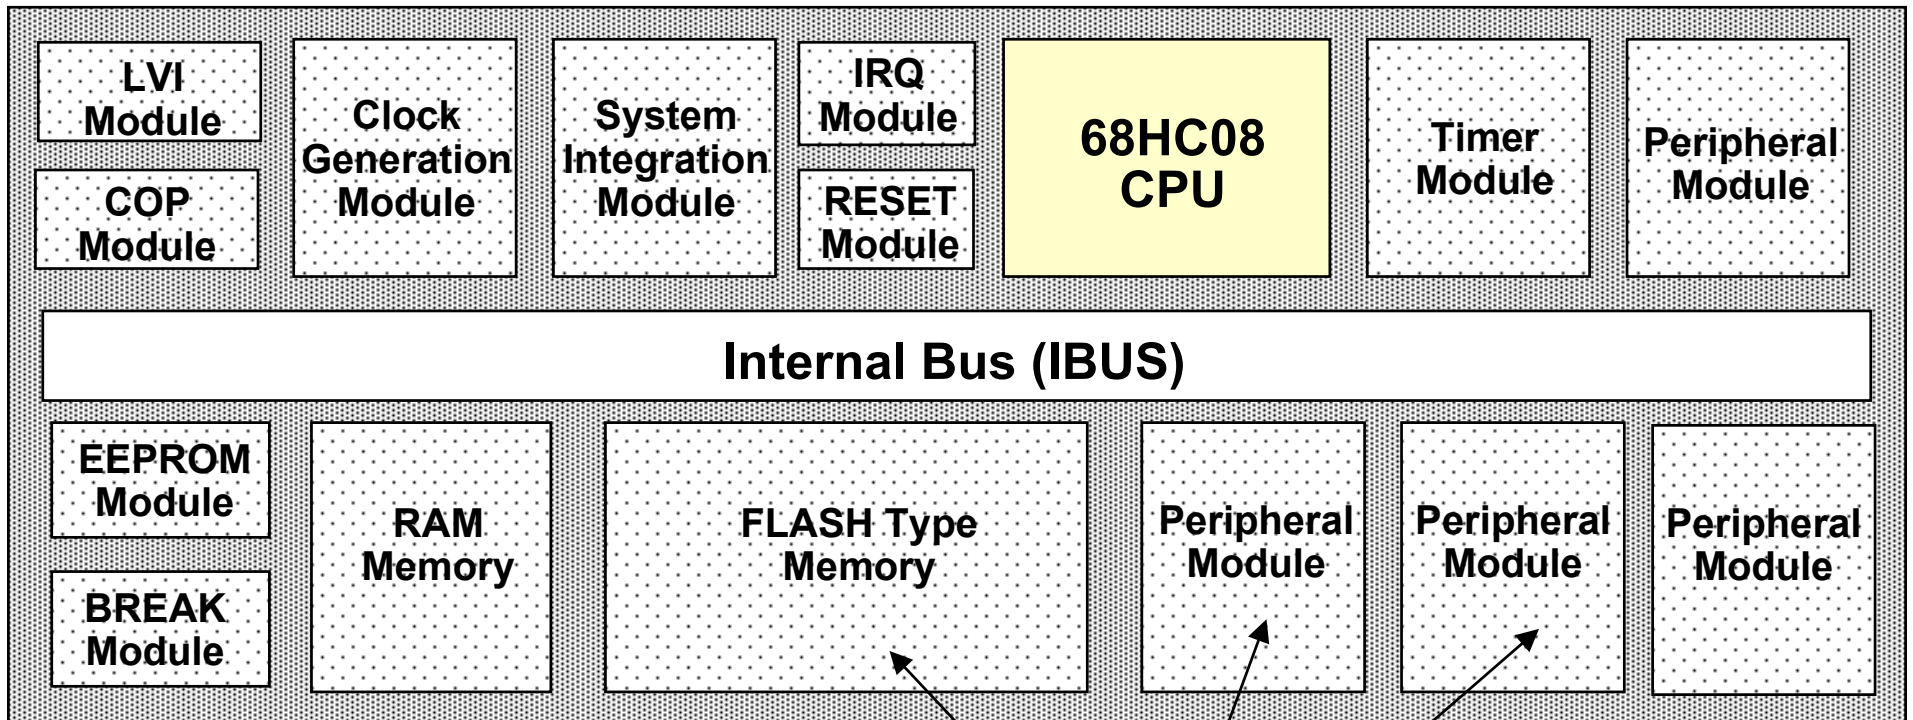 LVI
Module
COP
Module
Clock
Generation
Module
System
Integration
Module
IRQ
Module
RESET
Module
68HC08
CPU
Timer
Module
Peripheral
Module
Internal Bus (IBUS)
EEPROM
Module
BREAK
Module
RAM
Memory
FLASH Type
Memory
Peripheral
Module
Peripheral
Module
Peripheral
Module